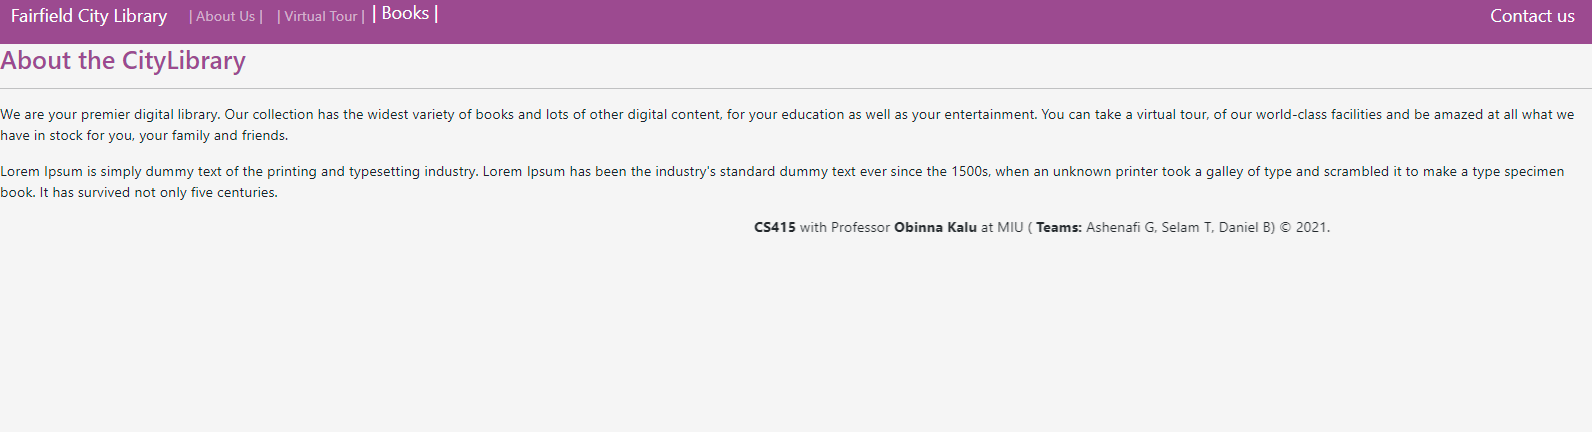 Fairfield City Library | About Us | | Virtual Tour | | Books | Contact us
About the CityLibrary
We are your premier digital library. Our collection has the widest variety of books and lots of other digital content, for your education as well as your entertainment. You can take a virtual tour, of our world-class facilities and be amazed at all what we
have in stock for you, your family and friends.
Lorem Ipsum is simply dummy text of the printing and typesetting industry. Lorem Ipsum has been the industry's standard dummy text ever since the 1500s, when an unknown printer took a galley of type and scrambled it to make a type specimen
book. It has survived not only five centuries.
CS415 with Professor Obinna Kalu at MIU ( Teams: Ashenafi G, Selam T, Daniel B) © 2021.